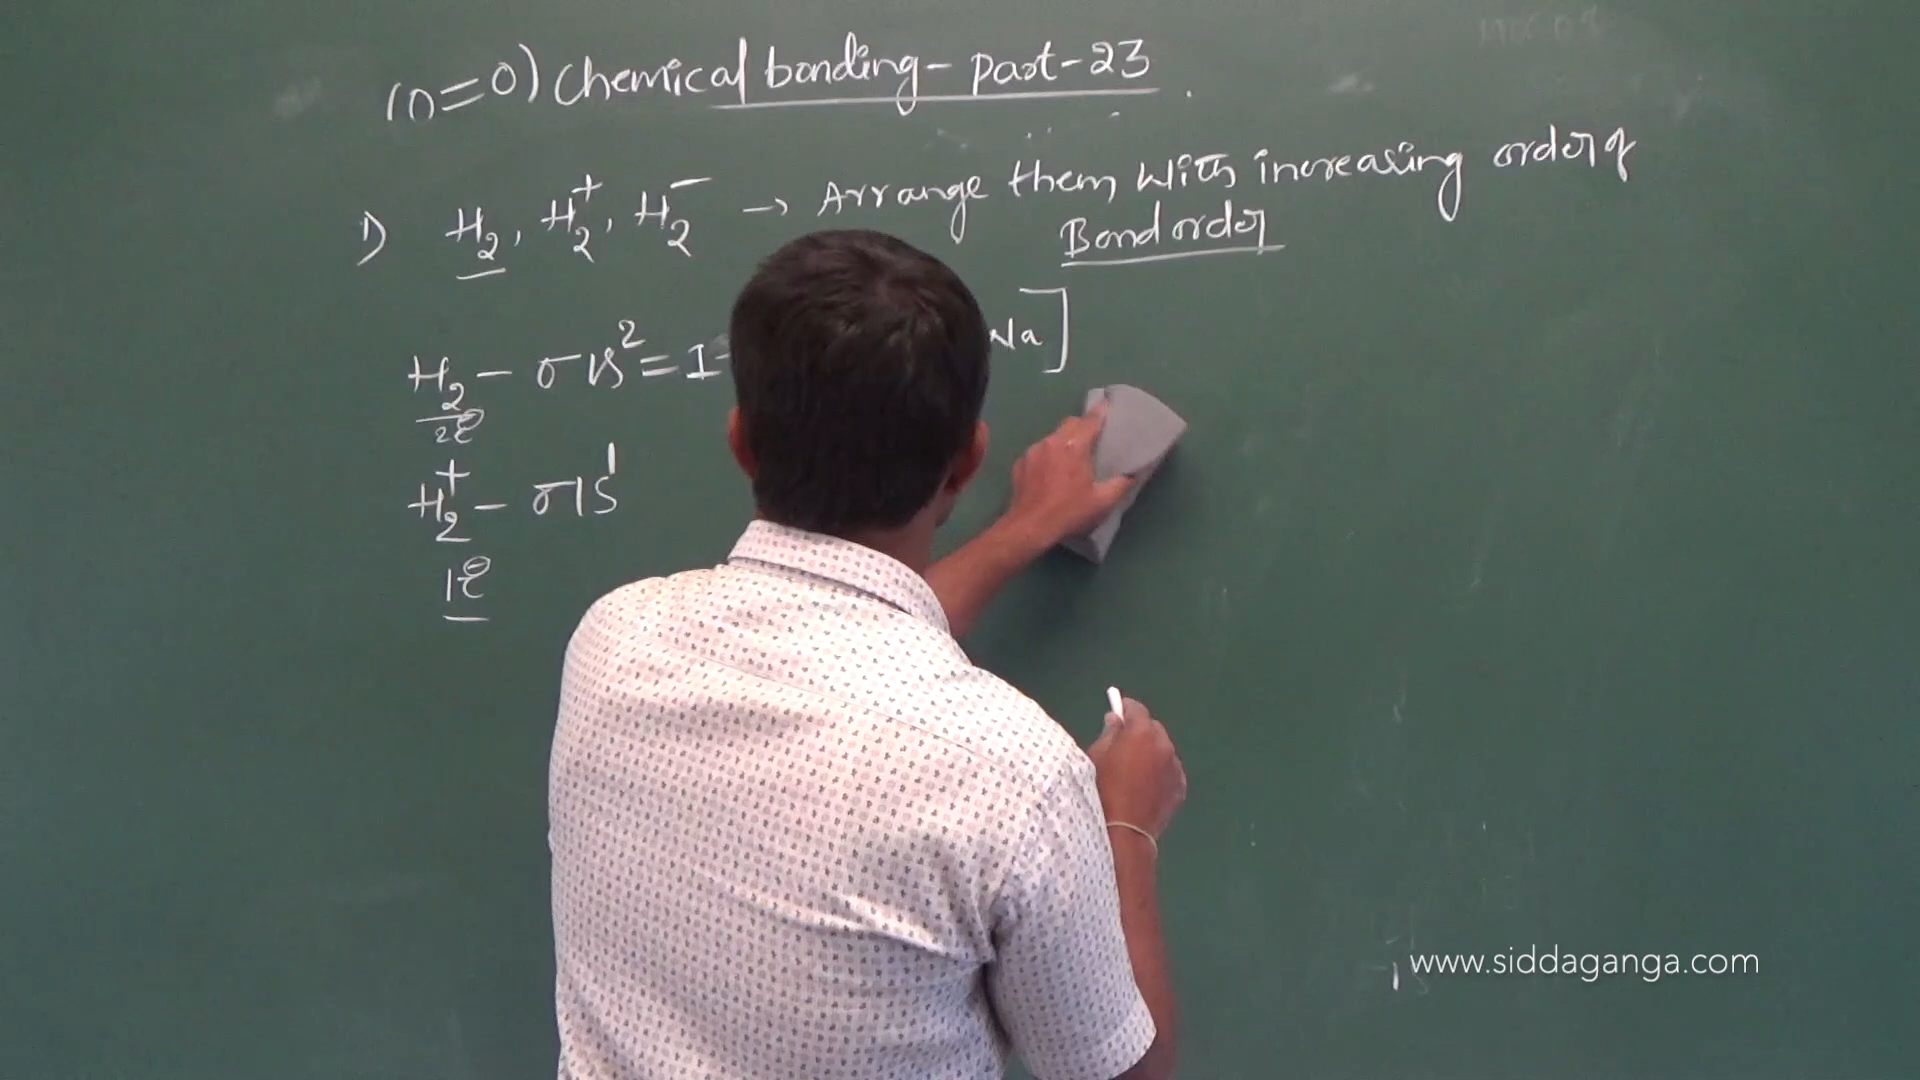 (n=0) Chemical bonding - part-23
1) H₂, H₂⁺, H₂⁻ → Arrange them with increasing order of
Bond order
H₂ - σ1s² = 1 Na]
2e⁻
H₂⁺ - σ1s¹
1e⁻
www.siddaganga.com